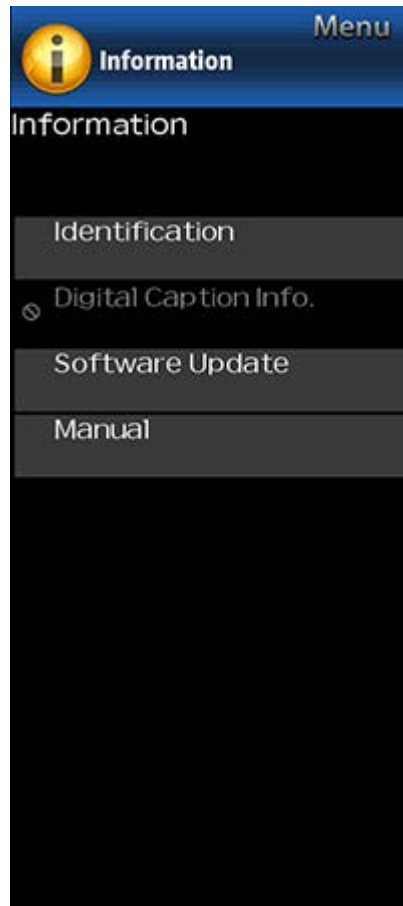 Menu
Information
Information
Identification
Digital Caption Info.
Software Update
Manual